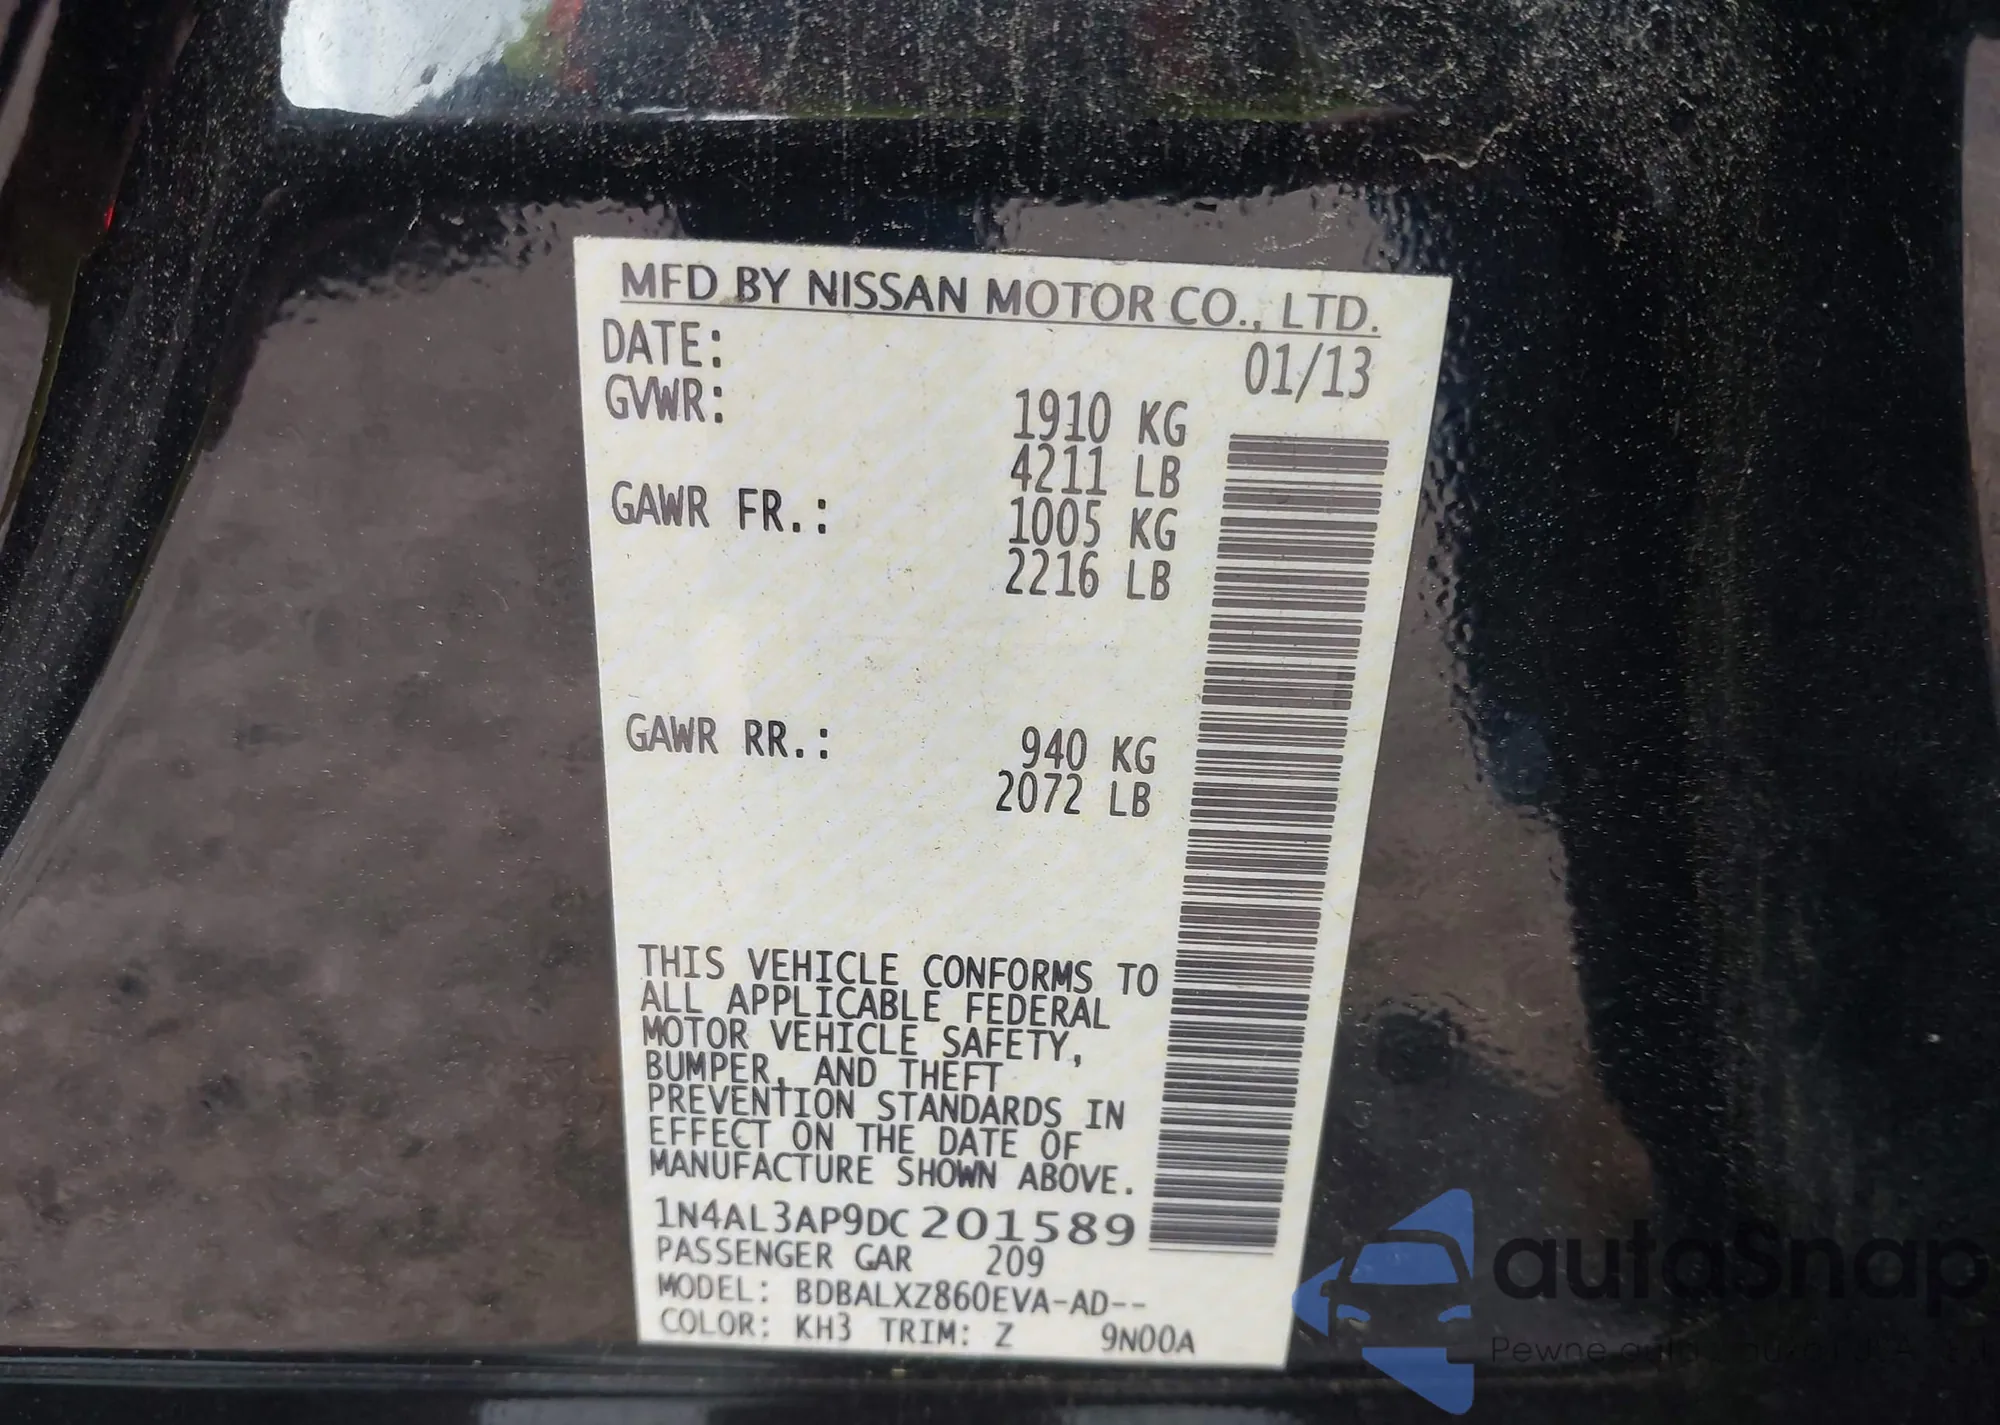 MFD BY NISSAN MOTOR CO., LTD.
DATE: 01/13
GVWR: 1910 KG
4211 LB
GAWR FR.: 1005 KG
2216 LB
GAWR RR.: 940 KG
2072 LB
THIS VEHICLE CONFORMS TO
ALL APPLICABLE FEDERAL
MOTOR VEHICLE SAFETY,
BUMPER, AND THEFT
PREVENTION STANDARDS IN
EFFECT ON THE DATE OF
MANUFACTURE SHOWN ABOVE.
1N4AL3AP9DC201589
PASSENGER CAR 209
MODEL: BDBALXZ860EVA-AD--
COLOR: KH3 TRIM: Z 9N00A
autoSnap
Pewne auta